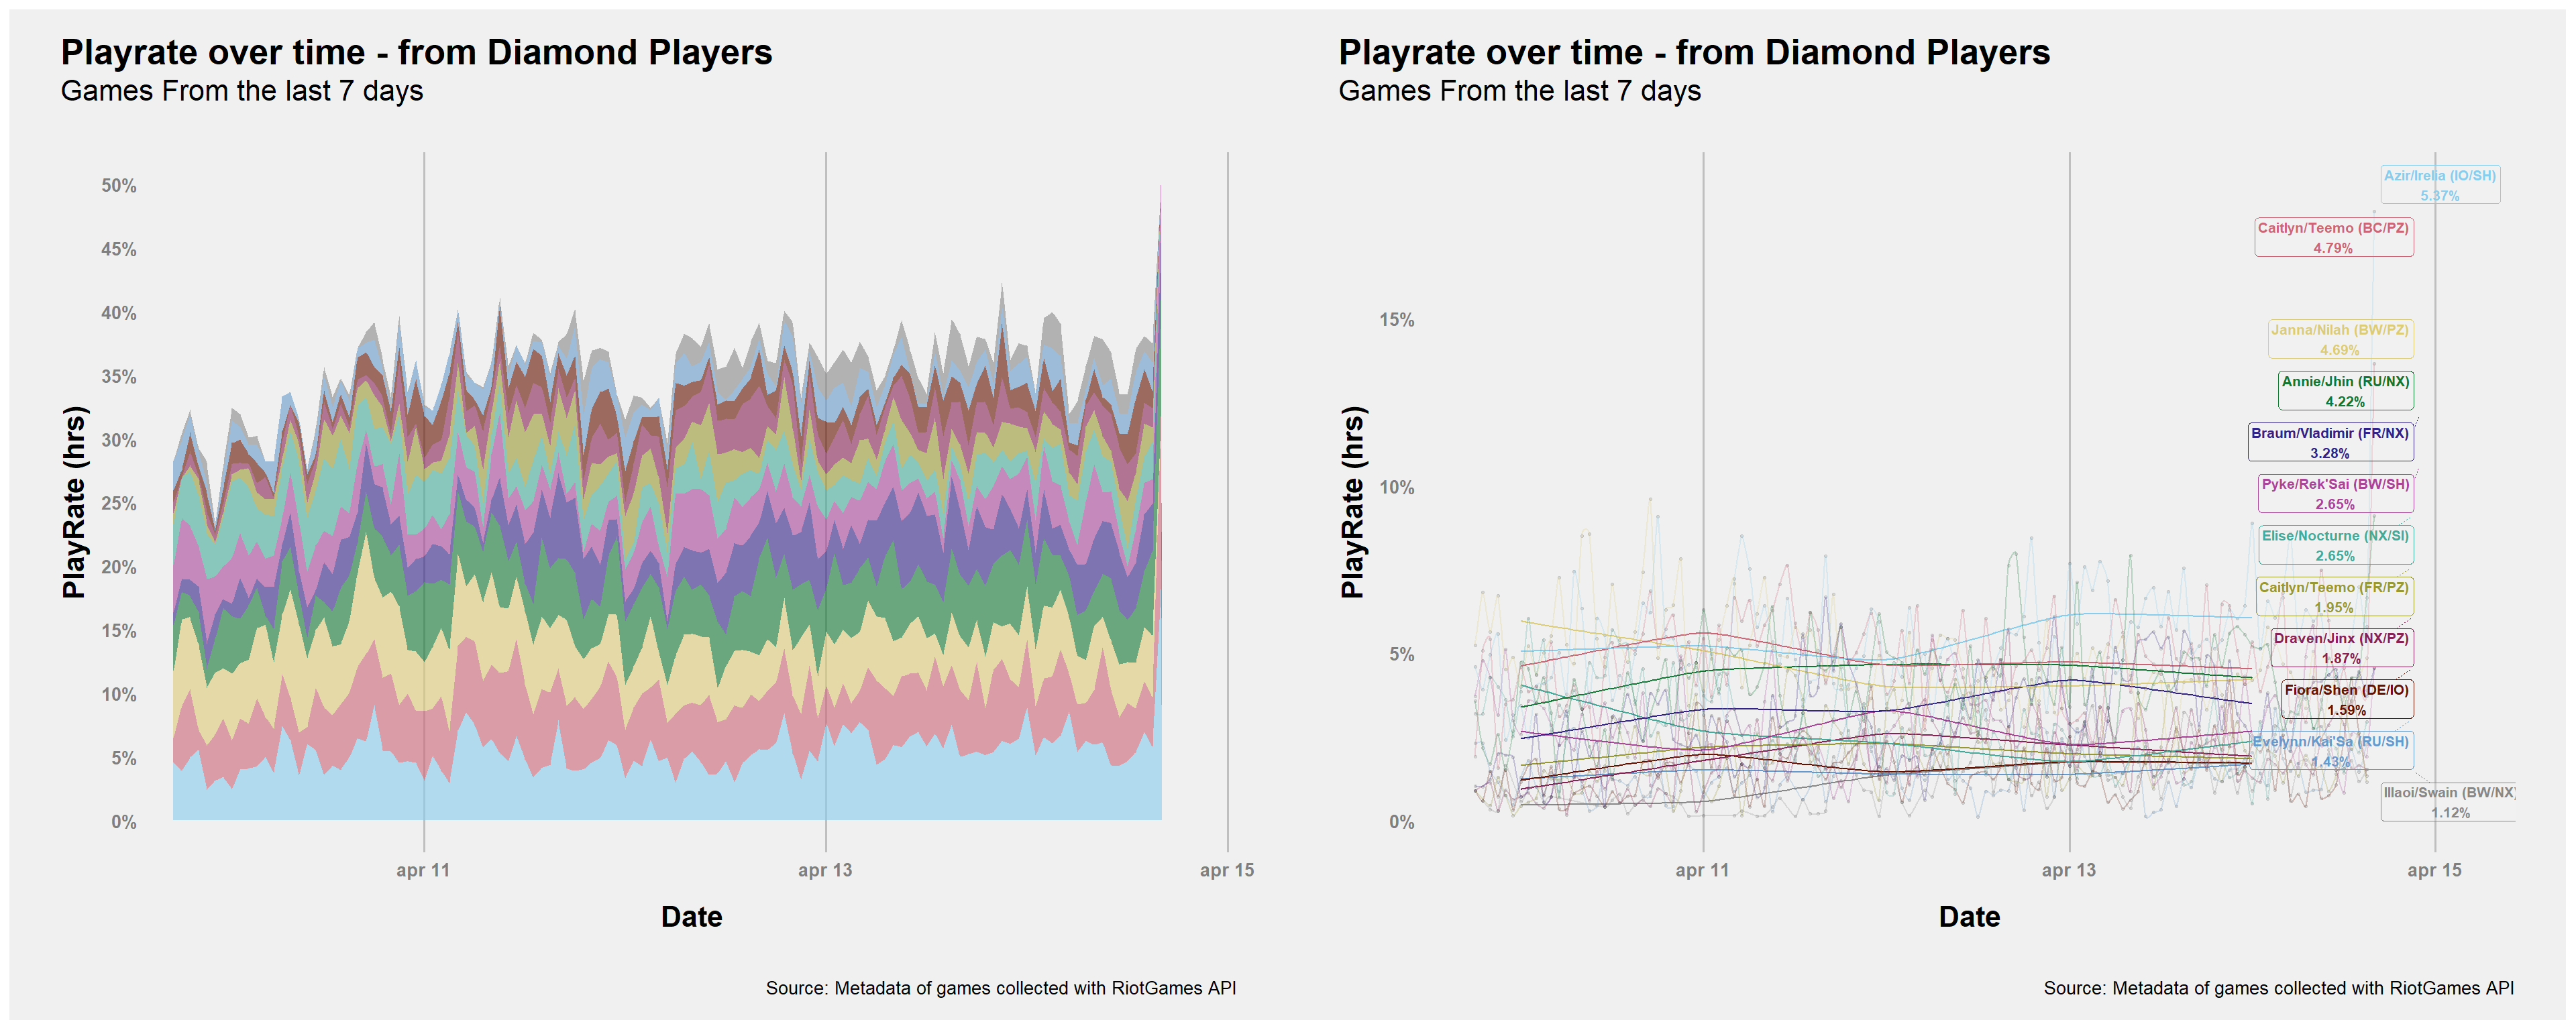 Playrate over time - from Diamond Players
Games From the last 7 days
PlayRate (hrs)
50%
45%
40%
35%
30%
25%
20%
15%
10%
5%
0%
apr 11
apr 13
apr 15
Date
Source: Metadata of games collected with RiotGames API
Playrate over time - from Diamond Players
Games From the last 7 days
PlayRate (hrs)
15%
10%
5%
0%
Azir/Irelia (IO/SH)
5.37%
Caitlyn/Teemo (BC/PZ)
4.79%
Janna/Nilah (BW/PZ)
4.69%
Annie/Jhin (RU/NX)
4.22%
Braum/Vladimir (FR/NX)
3.28%
Pyke/Rek'Sai (BW/SH)
2.65%
Elise/Nocturne (NX/SI)
2.65%
Caitlyn/Teemo (FR/PZ)
1.95%
Draven/Jinx (NX/PZ)
1.87%
Fiora/Shen (DE/IO)
1.59%
Evelynn/Kai'Sa (RU/SH)
1.43%
Illaoi/Swain (BW/NX)
1.12%
apr 11
apr 13
apr 15
Date
Source: Metadata of games collected with RiotGames API